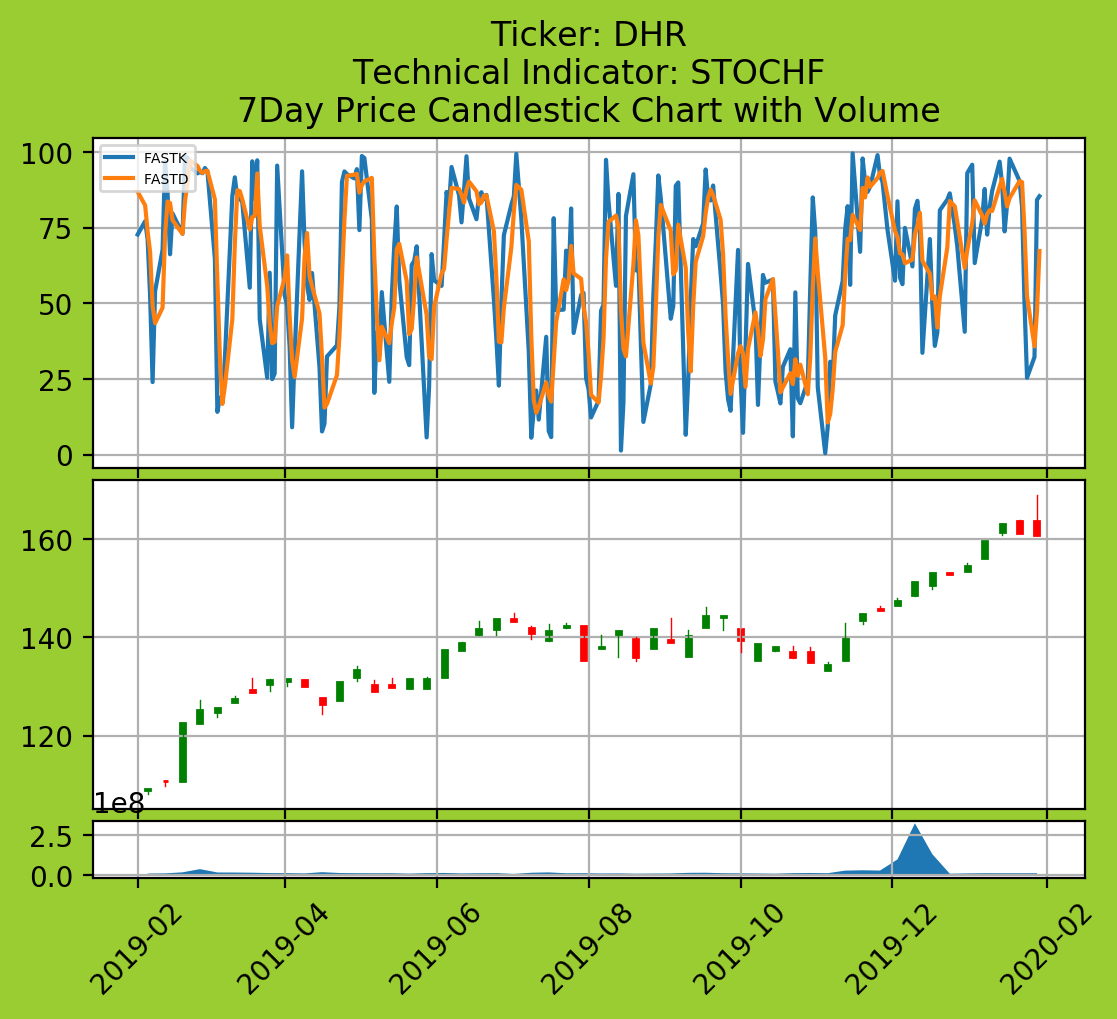 Ticker: DHR
Technical Indicator: STOCHF
7Day Price Candlestick Chart with Volume
100
75
50
25
0
FASTK
FASTD
160
140
120
1e8
2.5
0.0
2019-02
2019-04
2019-06
2019-08
2019-10
2019-12
2020-02